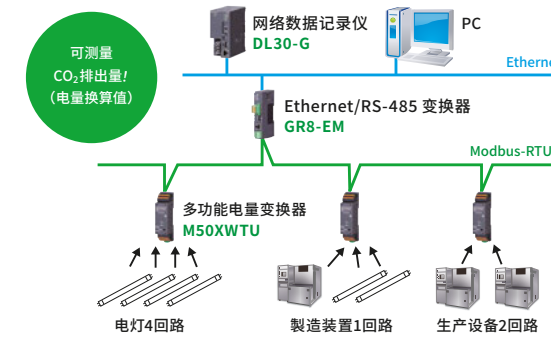 可测量
CO₂排出量!
（电量换算值）
网络数据记录仪
DL30-G
PC
Ethernet/RS-485 变换器
GR8-EM
Modbus-RTU
多功能电量变换器
M50XWTU
电灯4回路
製造装置1回路
生产设备2回路